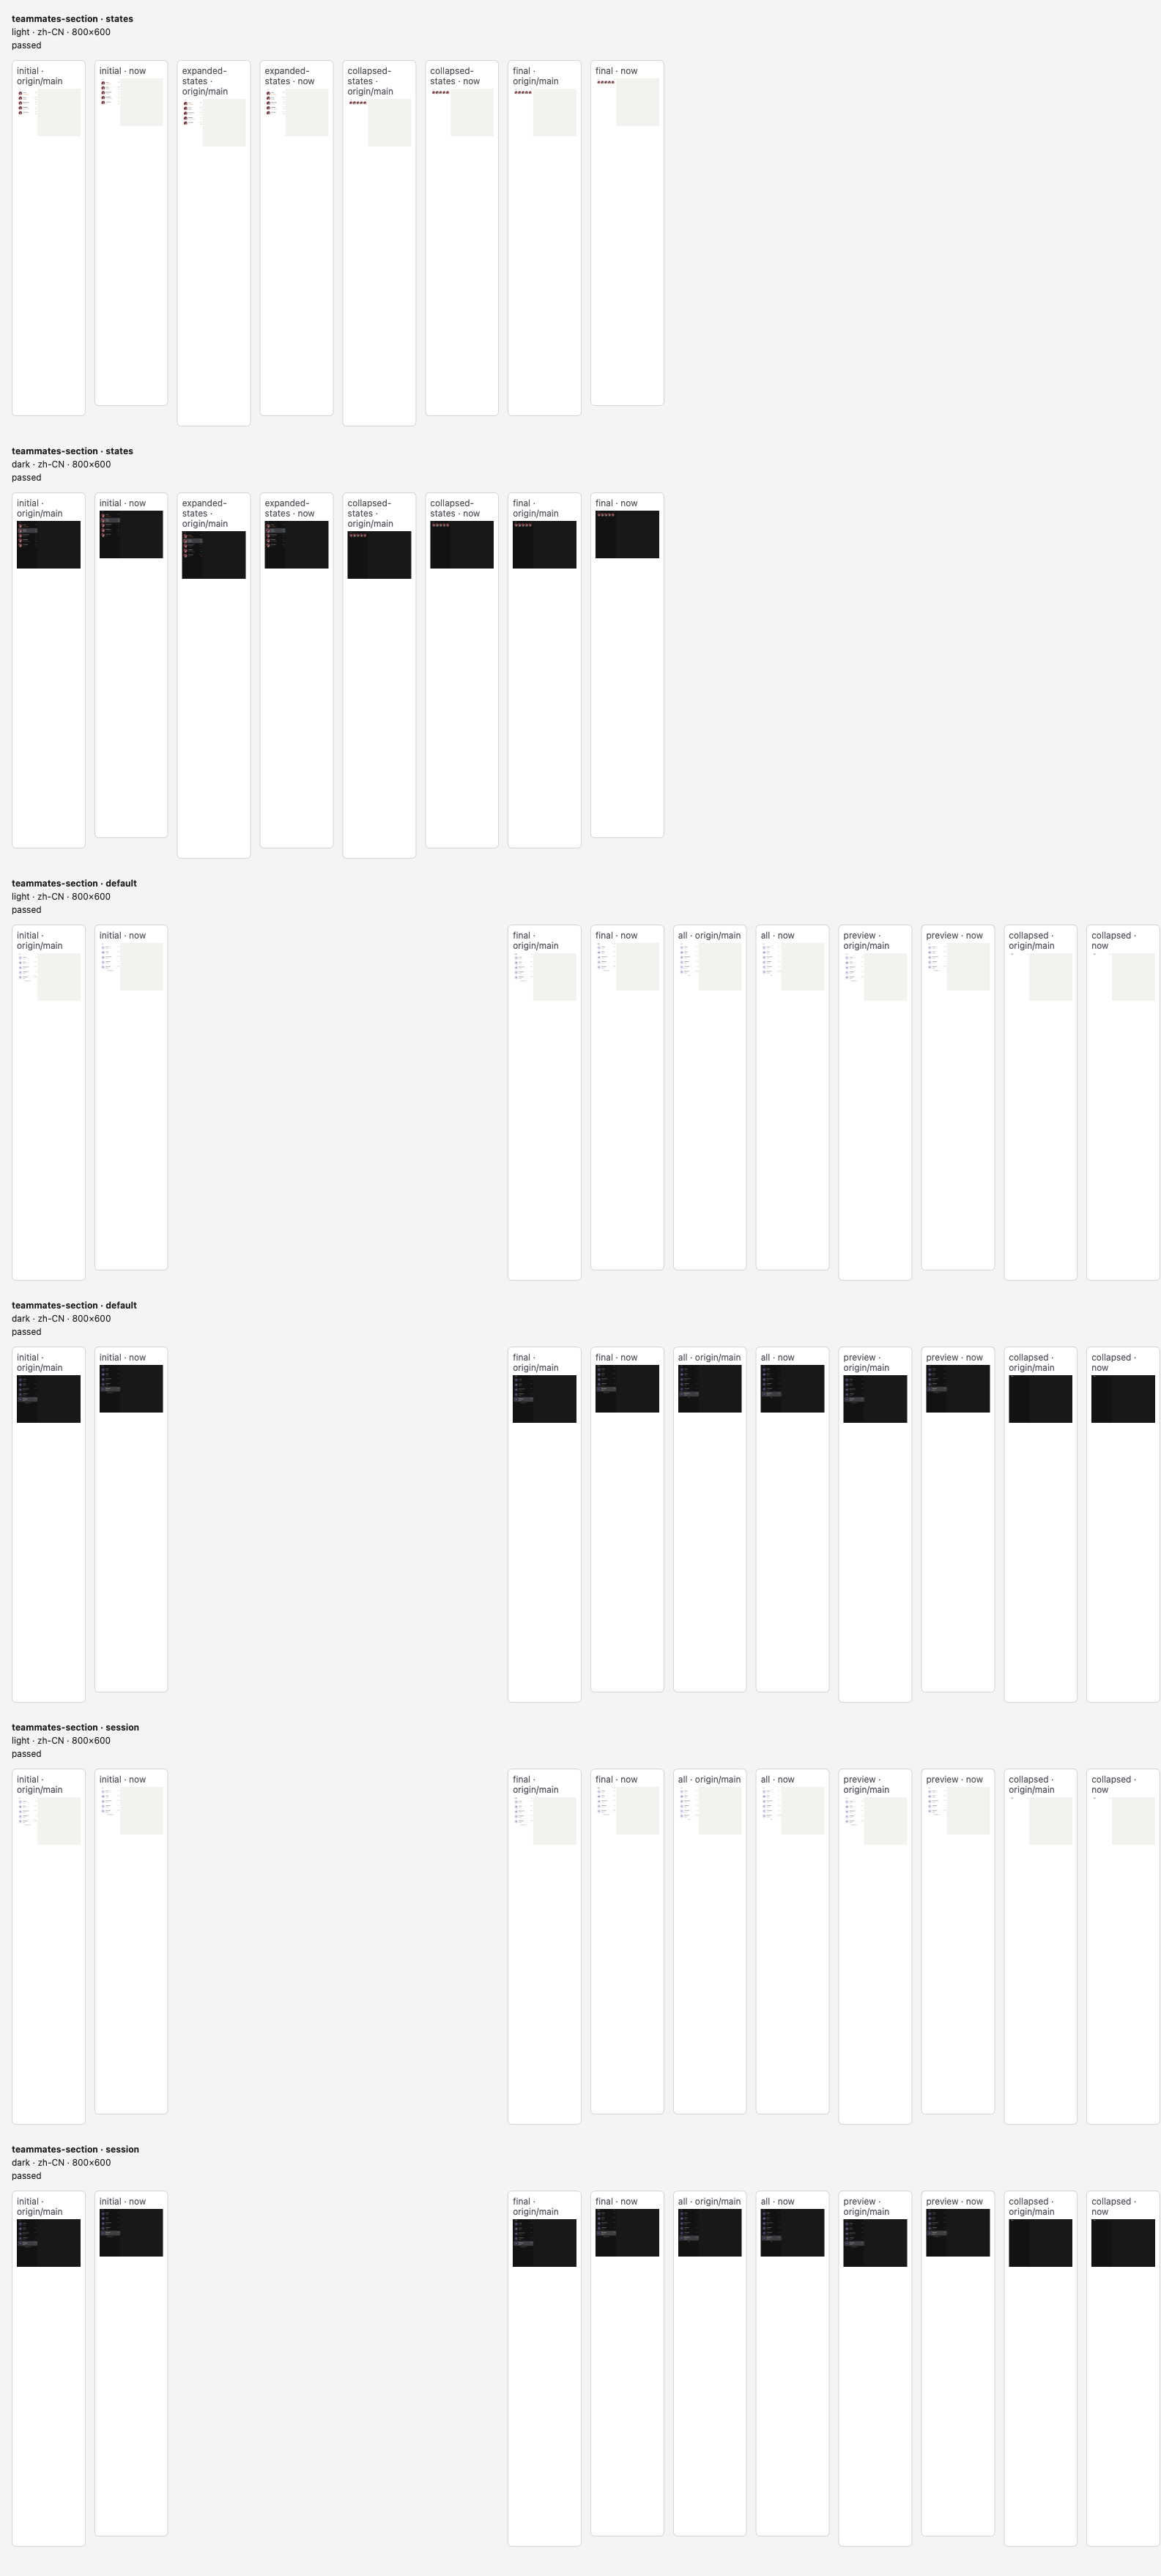 teammates-section · states
light · zh-CN · 800×600
passed
initial ·
origin/main
initial · now
expanded-
states ·
origin/main
expanded-
states · now
collapsed-
states ·
origin/main
collapsed-
states · now
final ·
origin/main
final · now
teammates-section · states
dark · zh-CN · 800×600
passed
initial ·
origin/main
initial · now
expanded-
states ·
origin/main
expanded-
states · now
collapsed-
states ·
origin/main
collapsed-
states · now
final ·
origin/main
final · now
teammates-section · default
light · zh-CN · 800×600
passed
initial ·
origin/main
initial · now
final ·
origin/main
final · now
all · origin/main
all · now
preview ·
origin/main
preview · now
collapsed ·
origin/main
collapsed ·
now
teammates-section · default
dark · zh-CN · 800×600
passed
initial ·
origin/main
initial · now
final ·
origin/main
final · now
all · origin/main
all · now
preview ·
origin/main
preview · now
collapsed ·
origin/main
collapsed ·
now
teammates-section · session
light · zh-CN · 800×600
passed
initial ·
origin/main
initial · now
final ·
origin/main
final · now
all · origin/main
all · now
preview ·
origin/main
preview · now
collapsed ·
origin/main
collapsed ·
now
teammates-section · session
dark · zh-CN · 800×600
passed
initial ·
origin/main
initial · now
final ·
origin/main
final · now
all · origin/main
all · now
preview ·
origin/main
preview · now
collapsed ·
origin/main
collapsed ·
now